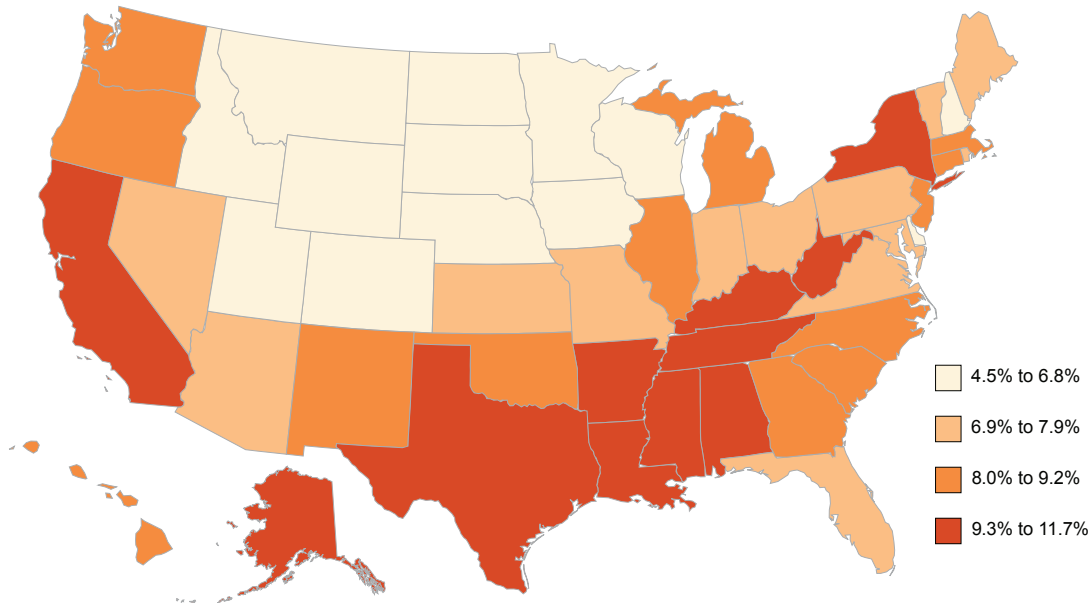 4.5% to 6.8%
6.9% to 7.9%
8.0% to 9.2%
9.3% to 11.7%